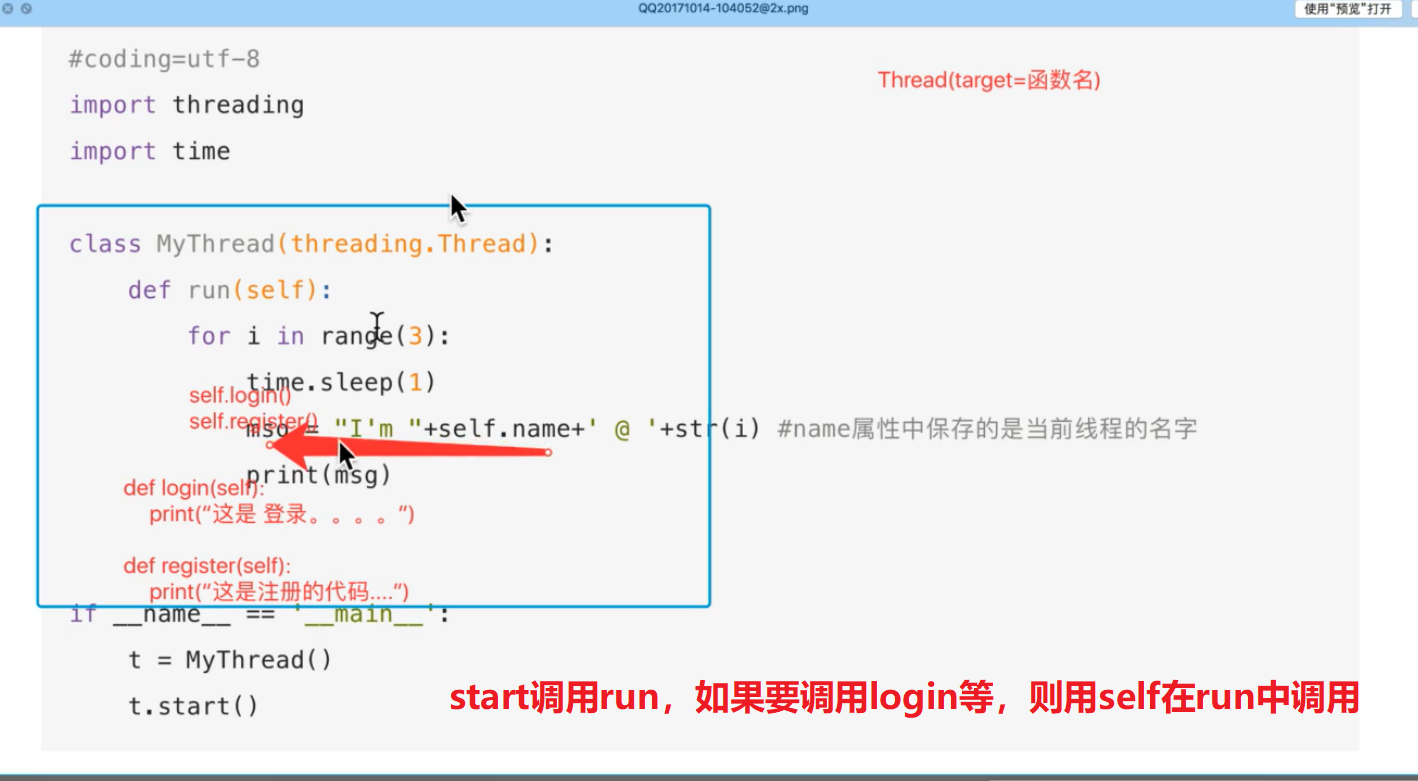 QQ20171014-104052@2x.png
使用“预览”打开
#coding=utf-8
Thread(target=函数名)
import threading
import time
class MyThread(threading.Thread):
def run(self):
for i in range(3):
time.sleep(1)
self.login()
self.register()
msg = "I'm "+self.name+' @ '+str(i) #name属性中保存的是当前线程的名字
print(msg)
def login(self):
print(“这是 登录。。。。”)
def register(self):
print(“这是注册的代码....”)
if __name__ == '__main__':
t = MyThread()
t.start()
start调用run，如果要调用login等，则用self在run中调用